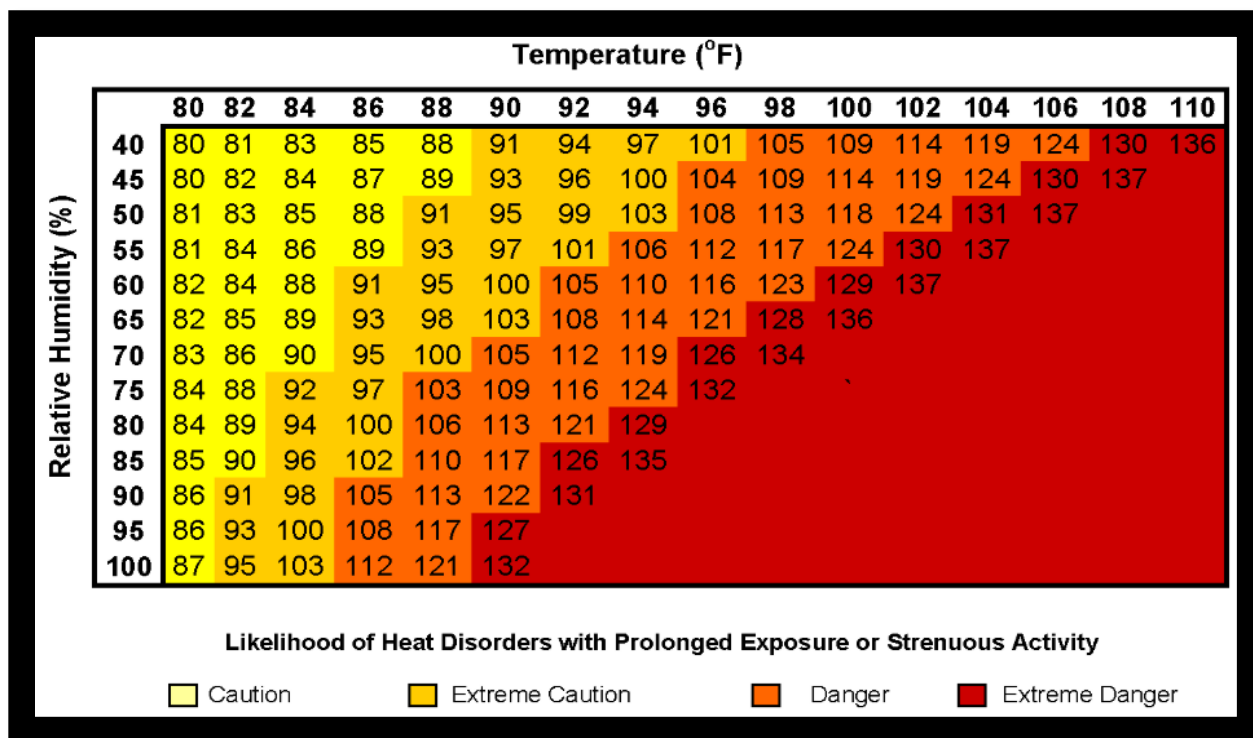 Temperature (°F)
80 82 84 86 88 90 92 94 96 98 100 102 104 106 108 110
Relative Humidity (%)
40 80 81 83 85 88 91 94 97 101 105 109 114 119 124 130 136
45 80 82 84 87 89 93 96 100 104 109 114 119 124 130 137
50 81 83 85 88 91 95 99 103 108 113 118 124 131 137
55 81 84 86 89 93 97 101 106 112 117 124 130 137
60 82 84 88 91 95 100 105 110 116 123 129 137
65 82 85 89 93 98 103 108 114 121 128 136
70 83 86 90 95 100 105 112 119 126 134
75 84 88 92 97 103 109 116 124 132
80 84 89 94 100 106 113 121 129
85 85 90 96 102 110 117 126 135
90 86 91 98 105 113 122 131
95 86 93 100 108 117 127
100 87 95 103 112 121 132
Likelihood of Heat Disorders with Prolonged Exposure or Strenuous Activity
Caution Extreme Caution Danger Extreme Danger